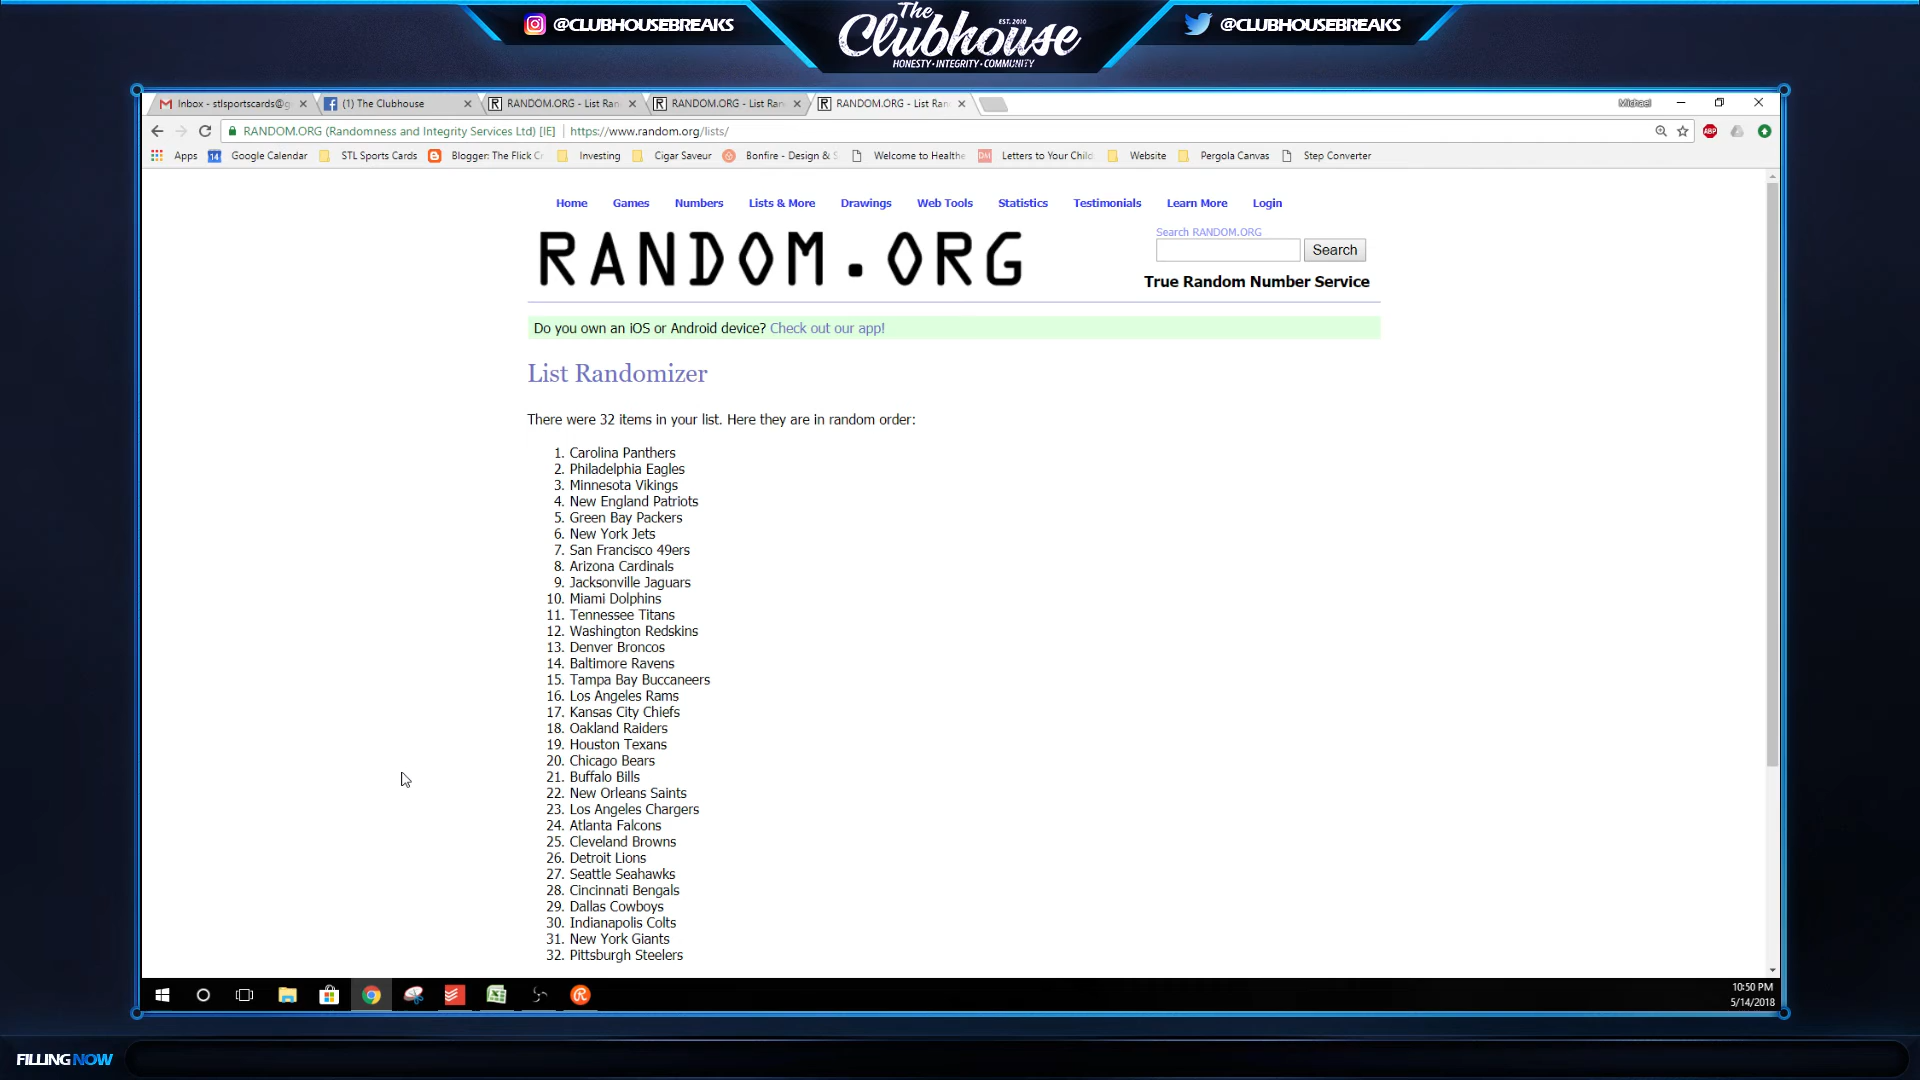 @CLUBHOUSEBREAKS
The
EST. 2010
Clubhouse
HONESTY • INTEGRITY • COMMUNITY
@CLUBHOUSEBREAKS
Inbox - stlsportscards@g
(1) The Clubhouse
RANDOM.ORG - List Ran
RANDOM.ORG - List Ran
RANDOM.ORG - List Ran
Michael
RANDOM.ORG (Randomness and Integrity Services Ltd) [IE] https://www.random.org/lists/
ABP
Apps 14 Google Calendar STL Sports Cards Blogger: The Flick Cr Investing Cigar Saveur Bonfire - Design & S Welcome to Healthe DM Letters to Your Child Website Pergola Canvas Step Converter
Home Games Numbers Lists & More Drawings Web Tools Statistics Testimonials Learn More Login
RANDOM.ORG
Search RANDOM.ORG
Search
True Random Number Service
Do you own an iOS or Android device? Check out our app!
List Randomizer
There were 32 items in your list. Here they are in random order:
1. Carolina Panthers
2. Philadelphia Eagles
3. Minnesota Vikings
4. New England Patriots
5. Green Bay Packers
6. New York Jets
7. San Francisco 49ers
8. Arizona Cardinals
9. Jacksonville Jaguars
10. Miami Dolphins
11. Tennessee Titans
12. Washington Redskins
13. Denver Broncos
14. Baltimore Ravens
15. Tampa Bay Buccaneers
16. Los Angeles Rams
17. Kansas City Chiefs
18. Oakland Raiders
19. Houston Texans
20. Chicago Bears
21. Buffalo Bills
22. New Orleans Saints
23. Los Angeles Chargers
24. Atlanta Falcons
25. Cleveland Browns
26. Detroit Lions
27. Seattle Seahawks
28. Cincinnati Bengals
29. Dallas Cowboys
30. Indianapolis Colts
31. New York Giants
32. Pittsburgh Steelers
10:50 PM
5/14/2018
FILLING NOW